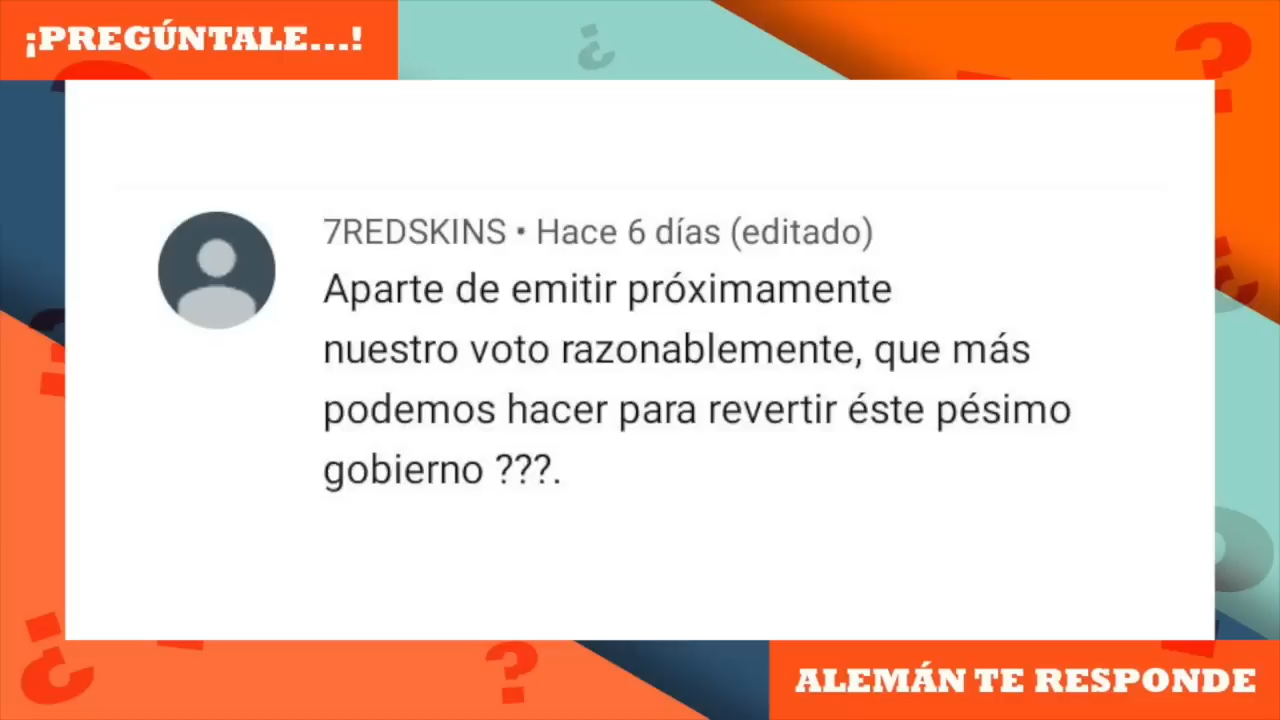 ¡PREGÚNTALE...!
7REDSKINS • Hace 6 días (editado)
Aparte de emitir próximamente
nuestro voto razonablemente, que más
podemos hacer para revertir éste pésimo
gobierno ???.
ALEMÁN TE RESPONDE